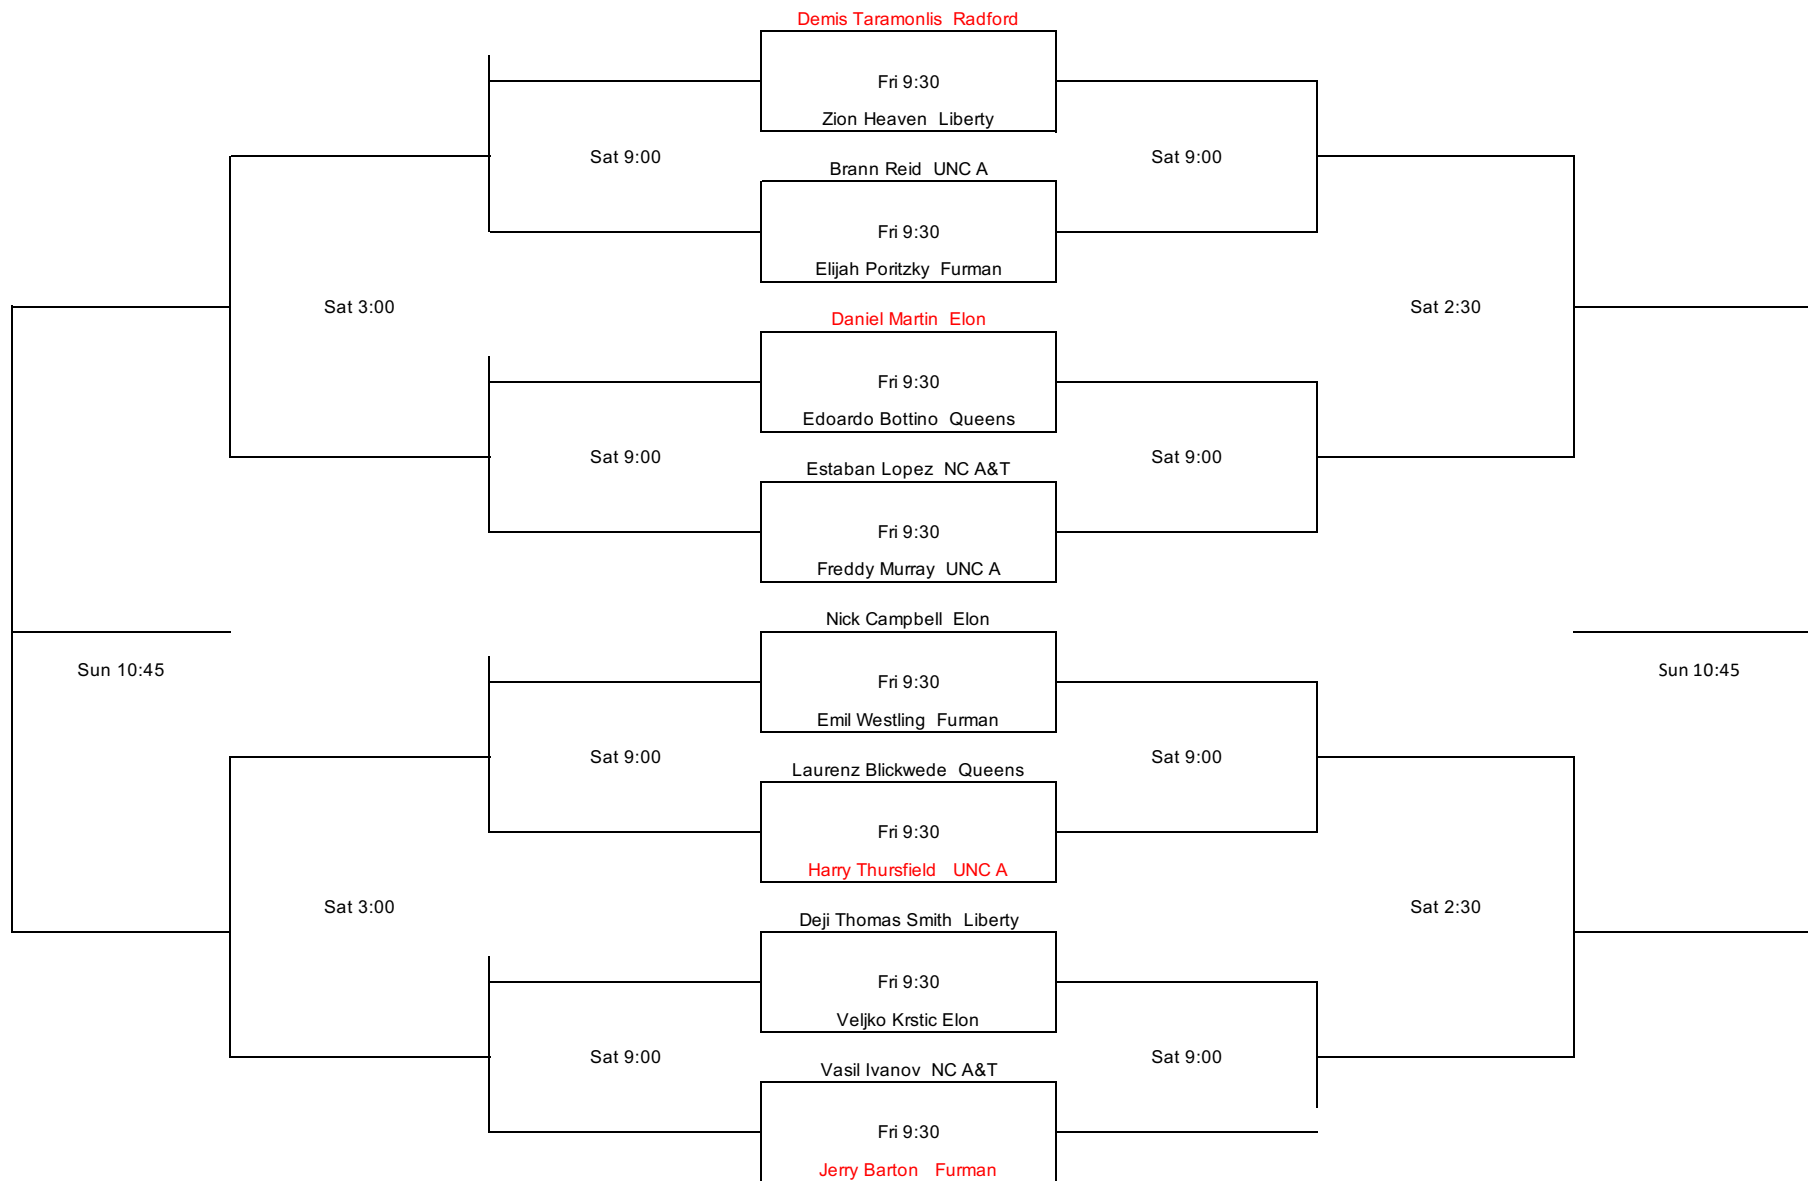 Demis Taramonlis Radford
Fri 9:30
Zion Heaven Liberty
Sat 9:00
Sat 9:00
Brann Reid UNC A
Fri 9:30
Elijah Poritzky Furman
Sat 3:00
Sat 2:30
Daniel Martin Elon
Fri 9:30
Edoardo Bottino Queens
Sat 9:00
Sat 9:00
Estaban Lopez NC A&T
Fri 9:30
Freddy Murray UNC A
Nick Campbell Elon
Sun 10:45
Fri 9:30
Sun 10:45
Emil Westling Furman
Sat 9:00
Sat 9:00
Laurenz Blickwede Queens
Fri 9:30
Harry Thursfield UNC A
Sat 3:00
Sat 2:30
Deji Thomas Smith Liberty
Fri 9:30
Veljko Krstic Elon
Sat 9:00
Sat 9:00
Vasil Ivanov NC A&T
Fri 9:30
Jerry Barton Furman